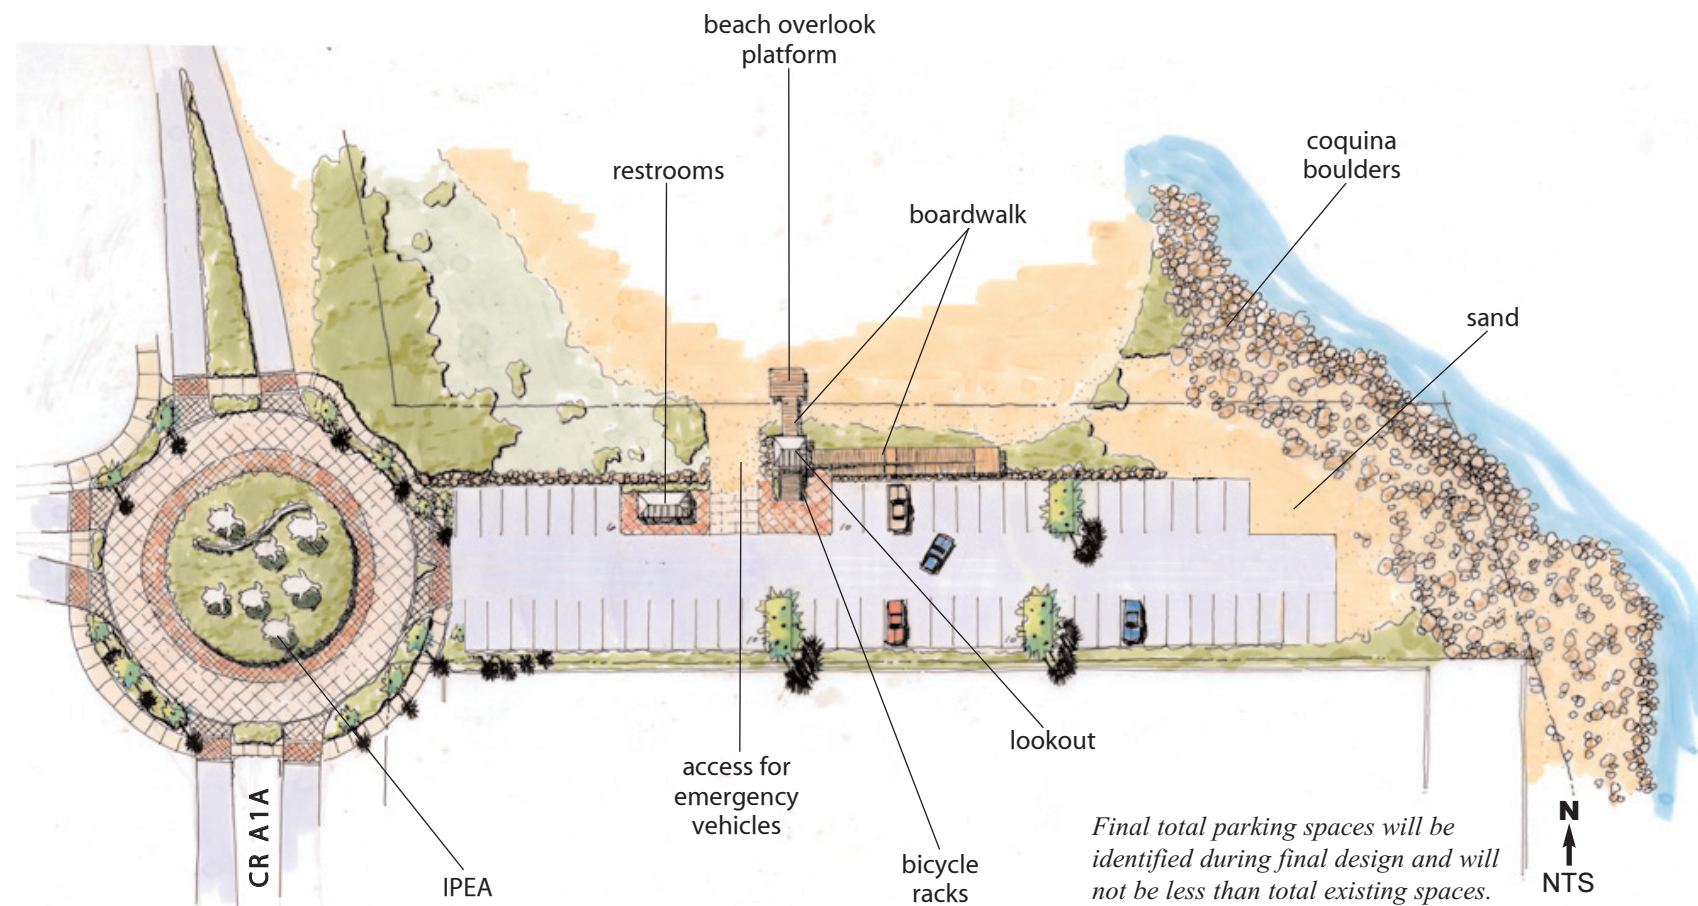 beach overlook
platform
coquina
boulders
restrooms
boardwalk
sand
lookout
access for
emergency
vehicles
bicycle
racks
IPEA
CR A1A
Final total parking spaces will be
identified during final design and will
not be less than total existing spaces.
N
NTS